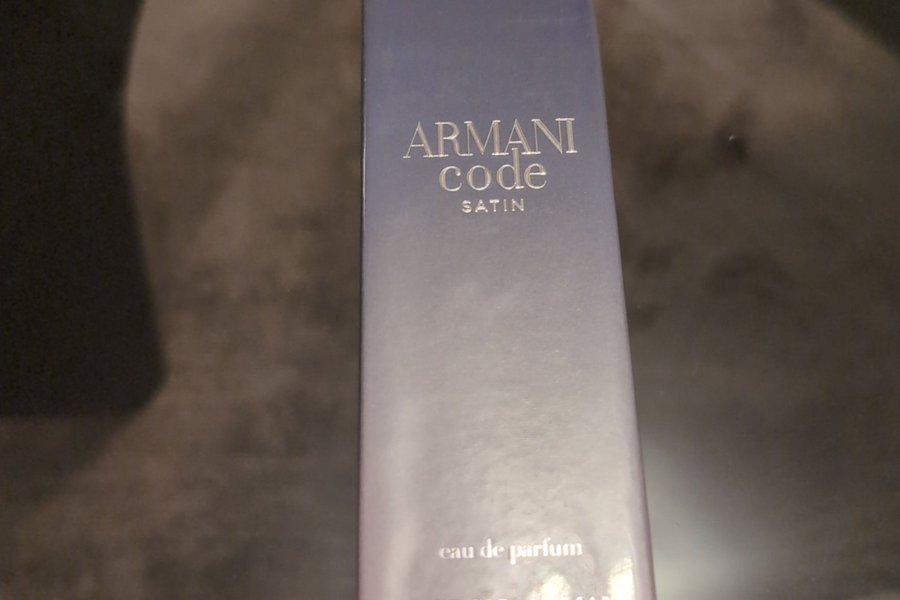 ARMANI
code
SATIN
eau de parfum